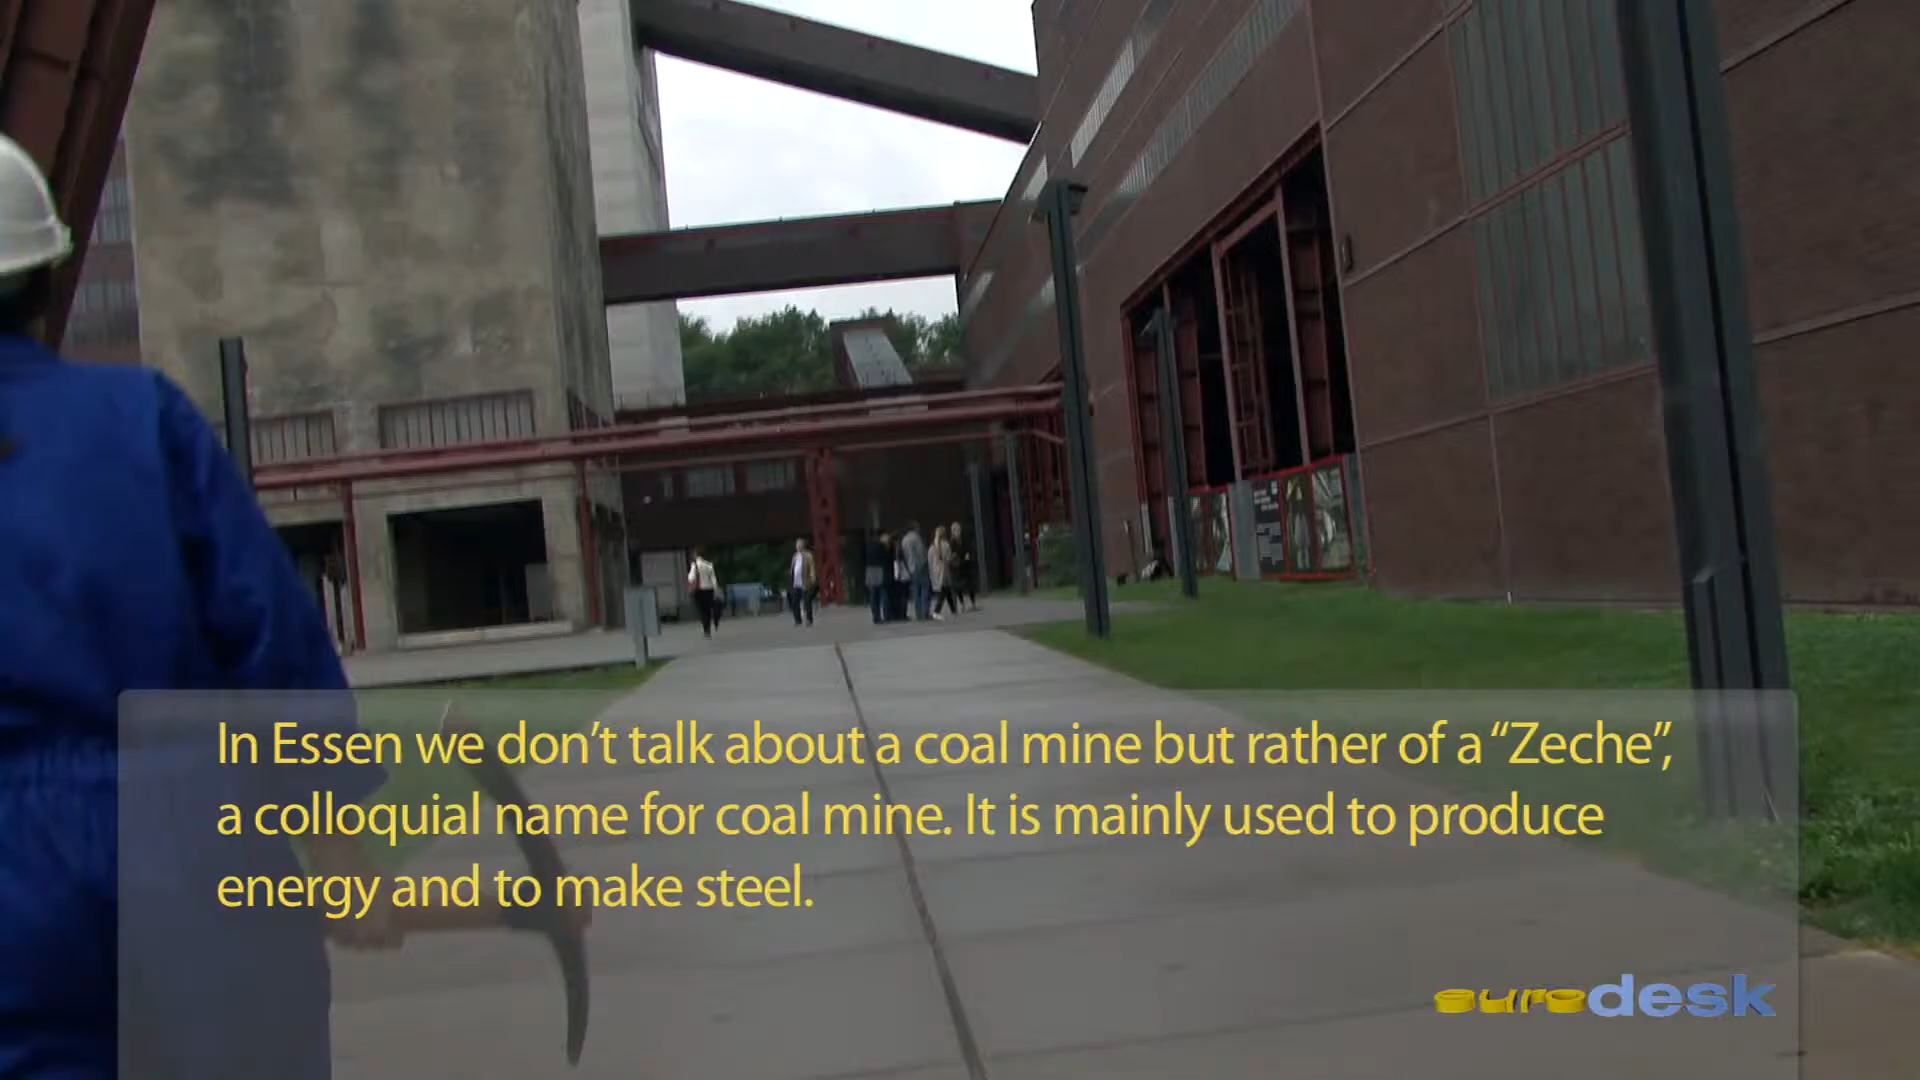 In Essen we don’t talk about a coal mine but rather of a “Zeche”,
a colloquial name for coal mine. It is mainly used to produce
energy and to make steel.
eurodesk